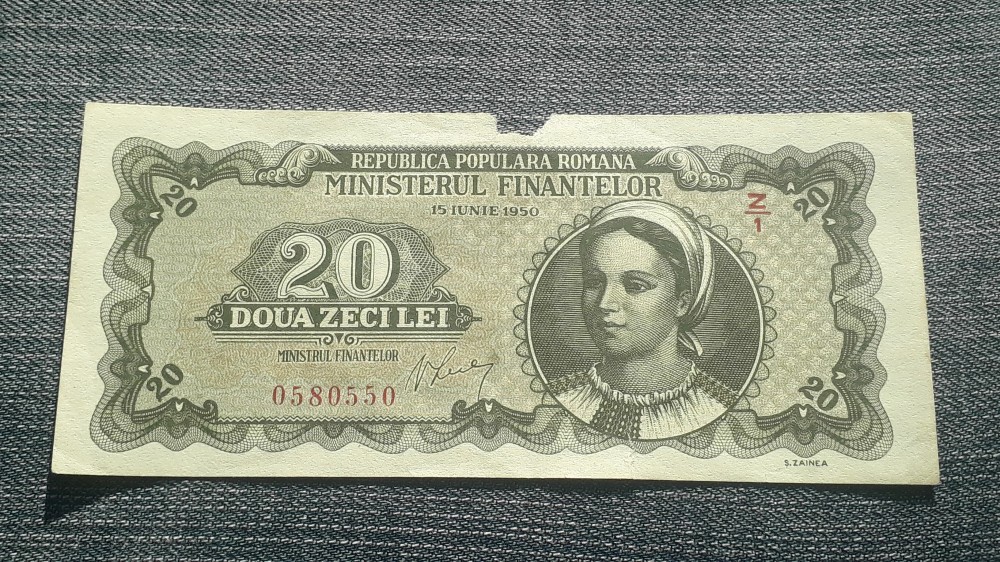 REPUBLICA POPULARA ROMANA
MINISTERUL FINANTELOR
15 IUNIE 1950
Z/1
20
20
20
DOUA ZECI LEI
MINISTRUL FINANTELOR
0580550
20
20
S. ZAINEA